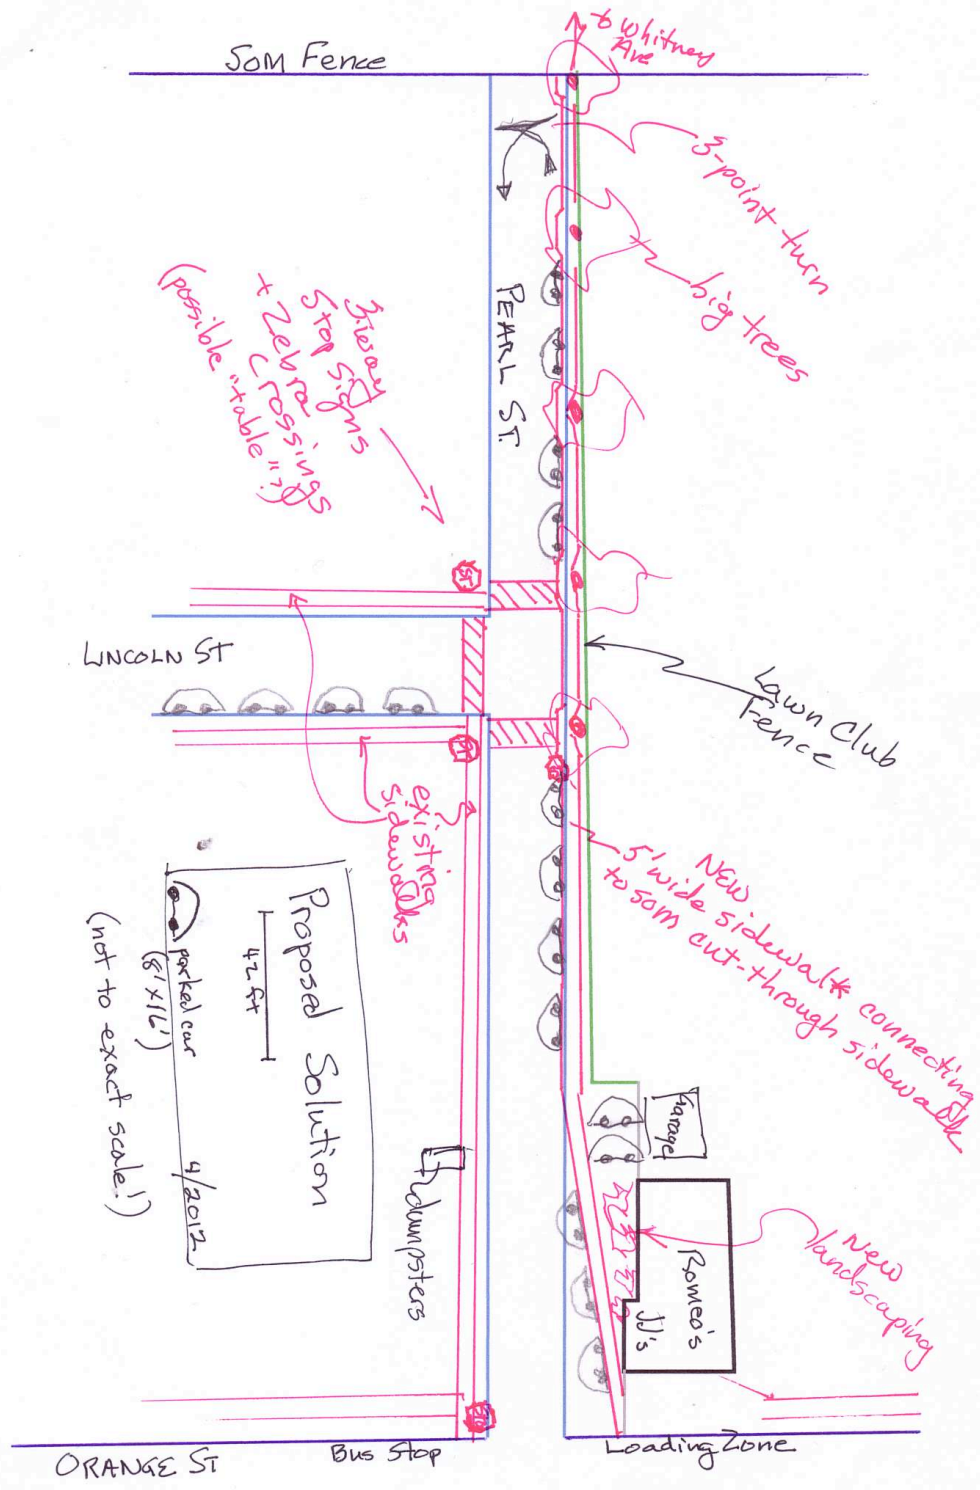 to Whitney
Ave
SOM Fence
3-point turn
big trees
PEARL ST.
3-way
Stop Signs
+ Zebra
Crossings
(possible "table"?)
ST
LINCOLN ST
Lawn Club
Fence
ST
existing
sidewalks
NEW
5' wide sidewalk* connecting
to SOM cut-through sidewalk
Proposed Solution
42 ft
parked car
(8'x16')
4/2012
(not to exact scale!)
Garage
dumpsters
Romeo's
JJ's
New
landscaping
Bus Stop
Loading Zone
ORANGE ST